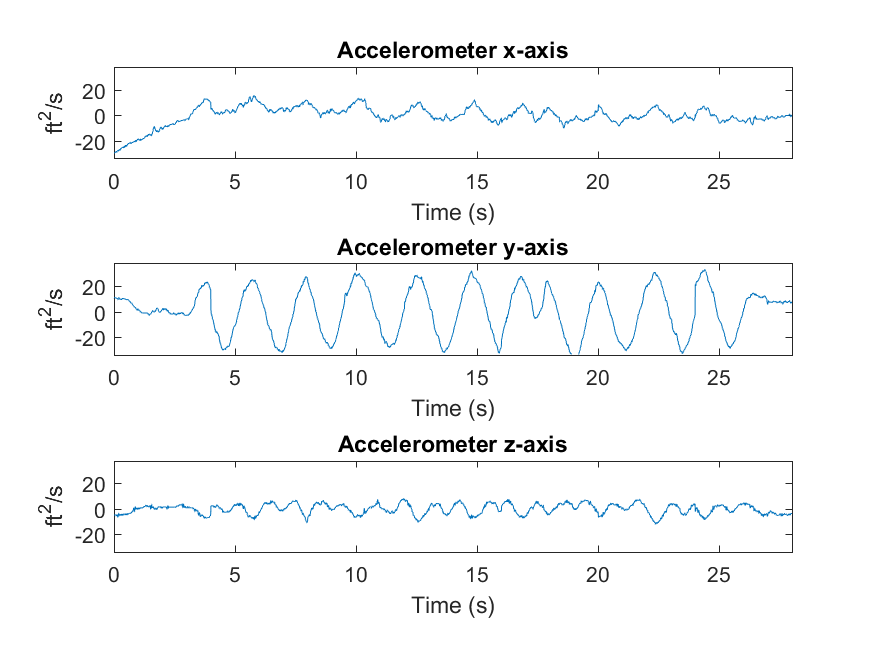 Accelerometer x-axis
ft²/s
20
0
-20
0 5 10 15 20 25
Time (s)
Accelerometer y-axis
ft²/s
20
0
-20
0 5 10 15 20 25
Time (s)
Accelerometer z-axis
ft²/s
20
0
-20
0 5 10 15 20 25
Time (s)